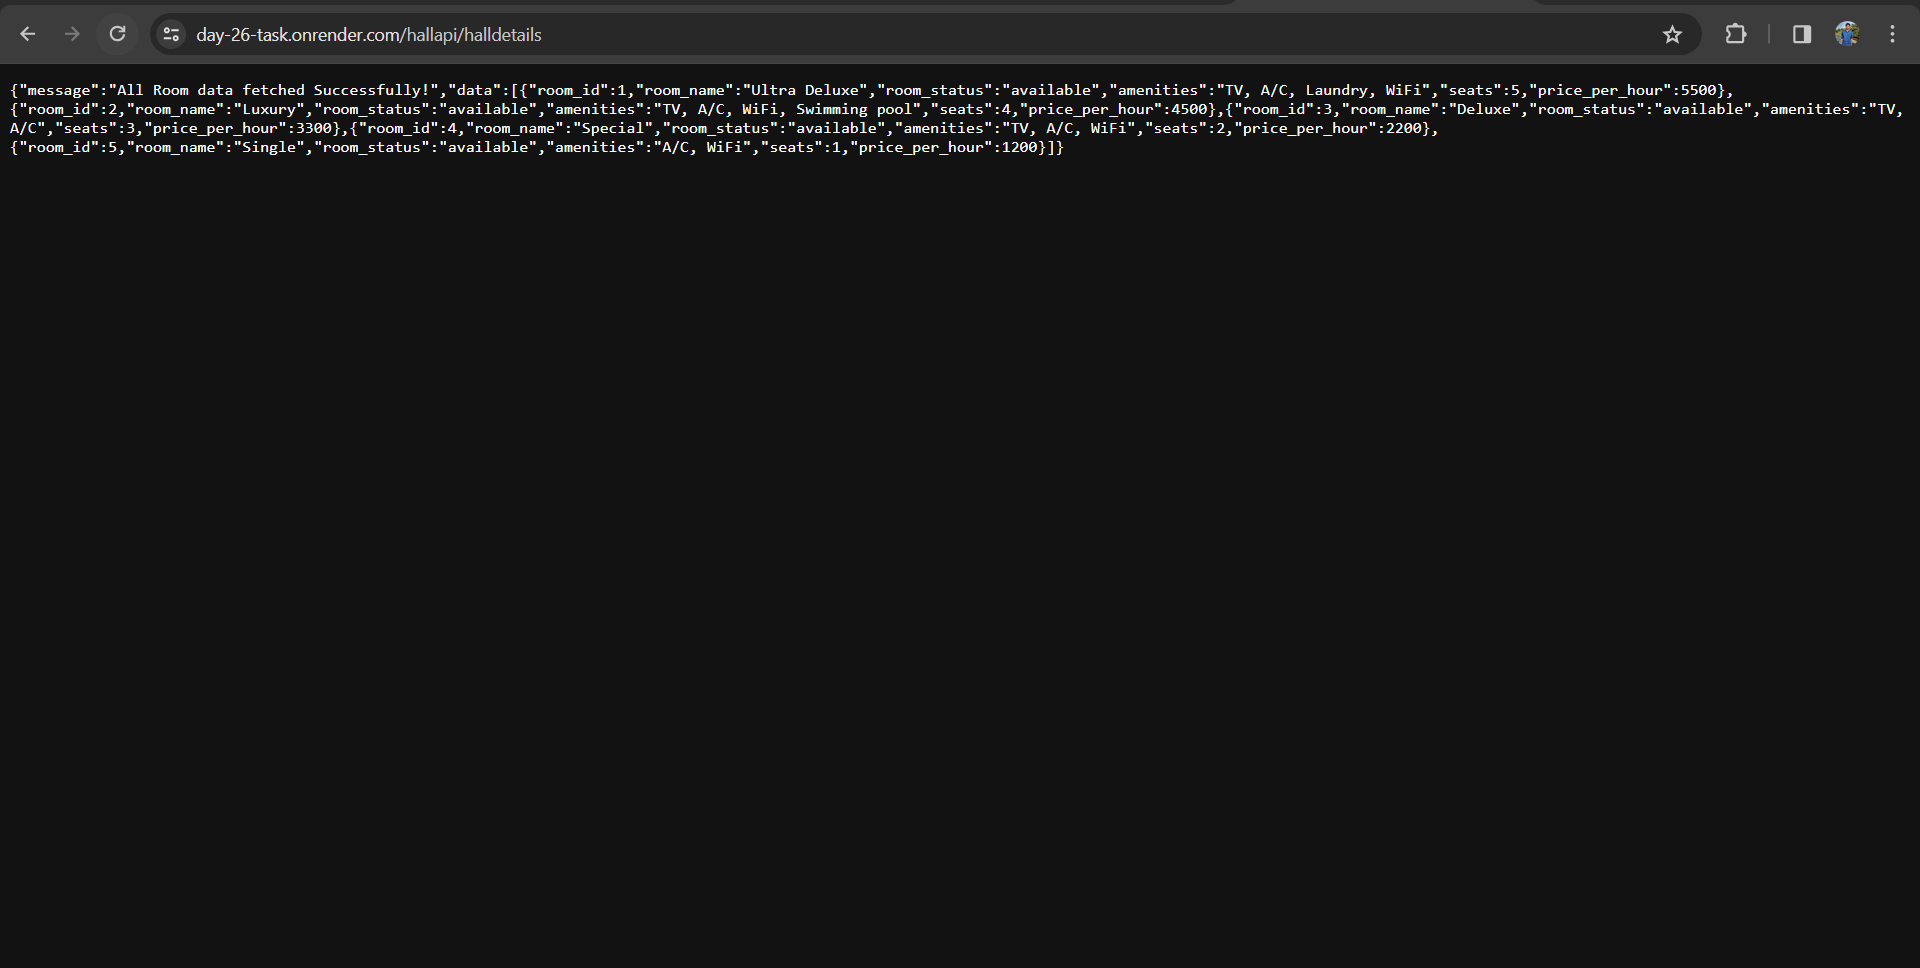 day-26-task.onrender.com/hallapi/halldetails
{"message":"All Room data fetched Successfully!","data":[{"room_id":1,"room_name":"Ultra Deluxe","room_status":"available","amenities":"TV, A/C, Laundry, WiFi","seats":5,"price_per_hour":5500},
{"room_id":2,"room_name":"Luxury","room_status":"available","amenities":"TV, A/C, WiFi, Swimming pool","seats":4,"price_per_hour":4500},{"room_id":3,"room_name":"Deluxe","room_status":"available","amenities":"TV,
A/C","seats":3,"price_per_hour":3300},{"room_id":4,"room_name":"Special","room_status":"available","amenities":"TV, A/C, WiFi","seats":2,"price_per_hour":2200},
{"room_id":5,"room_name":"Single","room_status":"available","amenities":"A/C, WiFi","seats":1,"price_per_hour":1200}]}